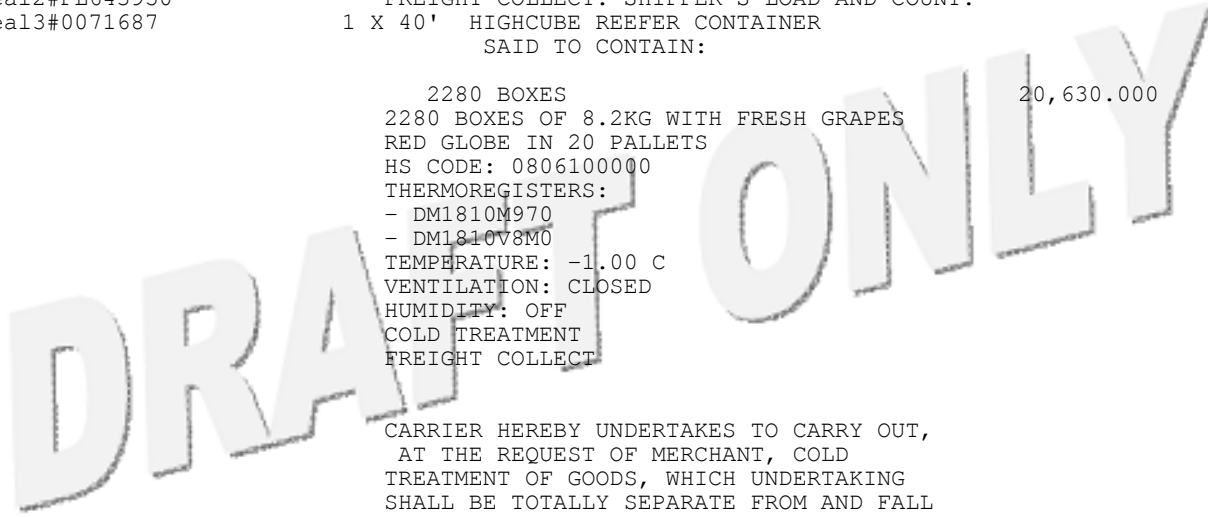 FREIGHT COLLECT. SHIPPER'S LOAD AND COUNT.
eal3#0071687 1 X 40' HIGHCUBE REEFER CONTAINER
SAID TO CONTAIN:
2280 BOXES 20,630.000
2280 BOXES OF 8.2KG WITH FRESH GRAPES
RED GLOBE IN 20 PALLETS
HS CODE: 0806100000
THERMOREGISTERS:
- DM1810M970
- DM1810V8M0
TEMPERATURE: -1.00 C
VENTILATION: CLOSED
HUMIDITY: OFF
COLD TREATMENT
FREIGHT COLLECT
CARRIER HEREBY UNDERTAKES TO CARRY OUT,
AT THE REQUEST OF MERCHANT, COLD
TREATMENT OF GOODS, WHICH UNDERTAKING
SHALL BE TOTALLY SEPARATE FROM AND FALL
DRAFT ONLY